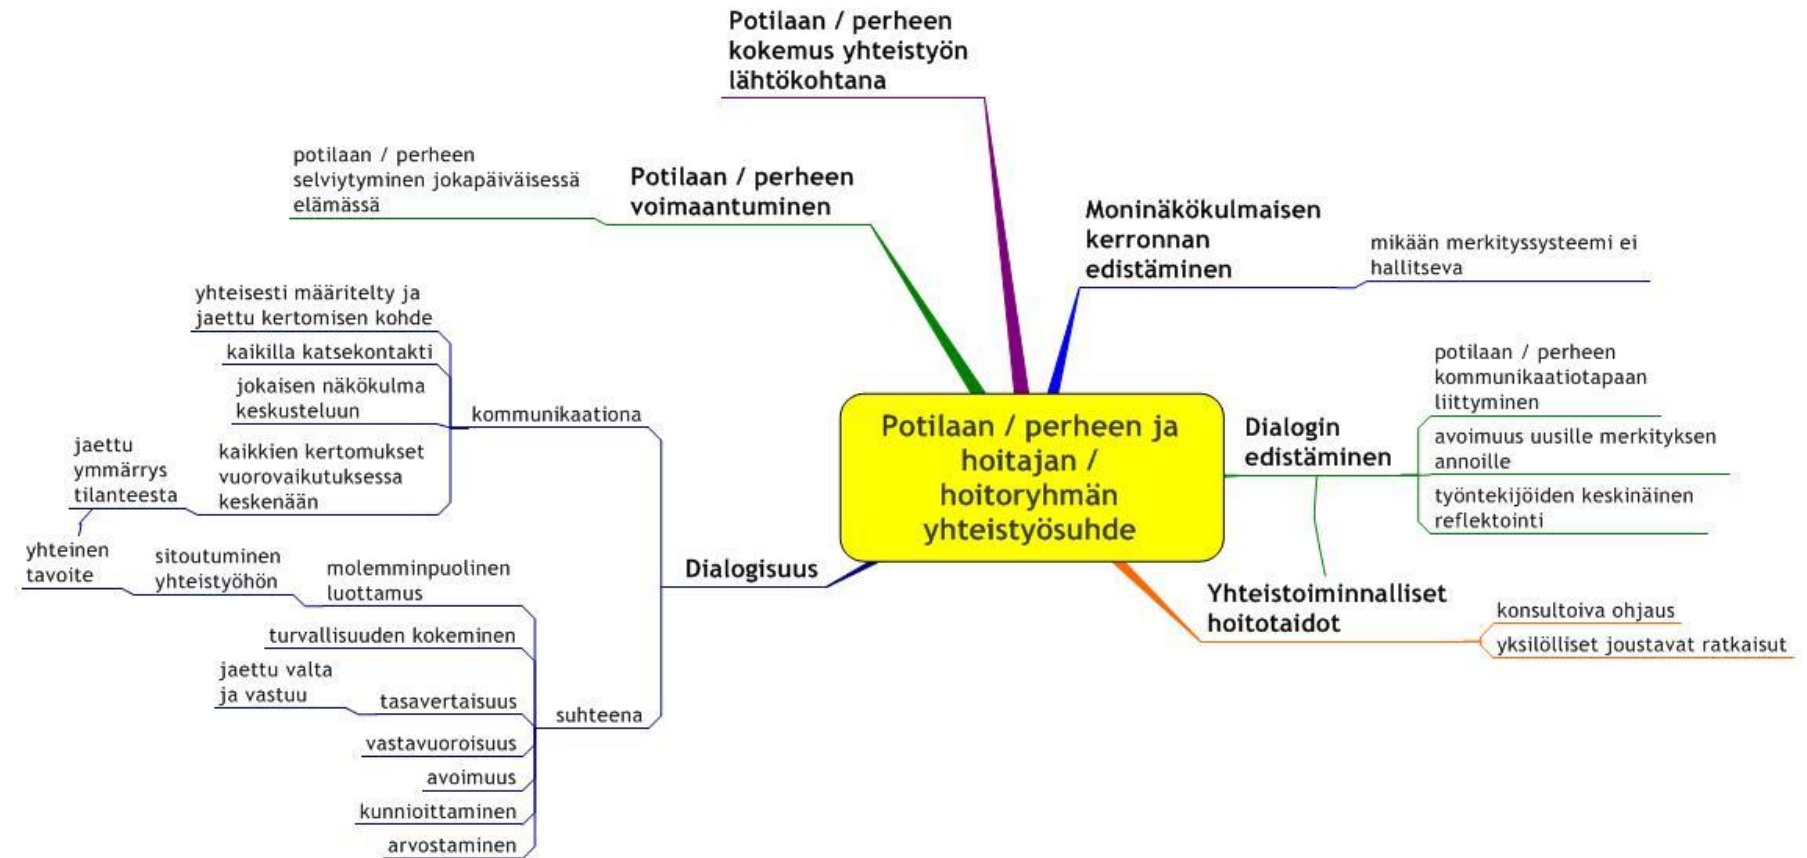 Potilaan / perheen
kokemus yhteistyön
lähtökohtana
potilaan / perheen
selviytyminen jokapäiväisessä
elämässä
Potilaan / perheen
voimaantuminen
Moninäkökulmaisen
kerronnan
edistäminen
mikään merkityssysteemi ei
hallitseva
yhteisesti määritelty ja
jaettu kertomisen kohde
kaikilla katsekontakti
jokaisen näkökulma
keskusteluun
kommunikaationa
jaettu
ymmärrys
tilanteesta
kaikkien kertomukset
vuorovaikutuksessa
keskenään
Potilaan / perheen ja
hoitajan /
hoitoryhmän
yhteistyösuhde
Dialogin
edistäminen
potilaan / perheen
kommunikaatiotapaan
liittyminen
avoimuus uusille merkityksen
annoille
työntekijöiden keskinäinen
reflektointi
yhteinen
tavoite
sitoutuminen
yhteistyöhön
molemminpuolinen
luottamus
Dialogisuus
turvallisuuden kokeminen
jaettu valta
ja vastuu
tasavertaisuus
suhteena
vastavuoroisuus
avoimuus
kunnioittaminen
arvostaminen
Yhteistoiminnalliset
hoitotaidot
konsultoiva ohjaus
yksilölliset joustavat ratkaisut